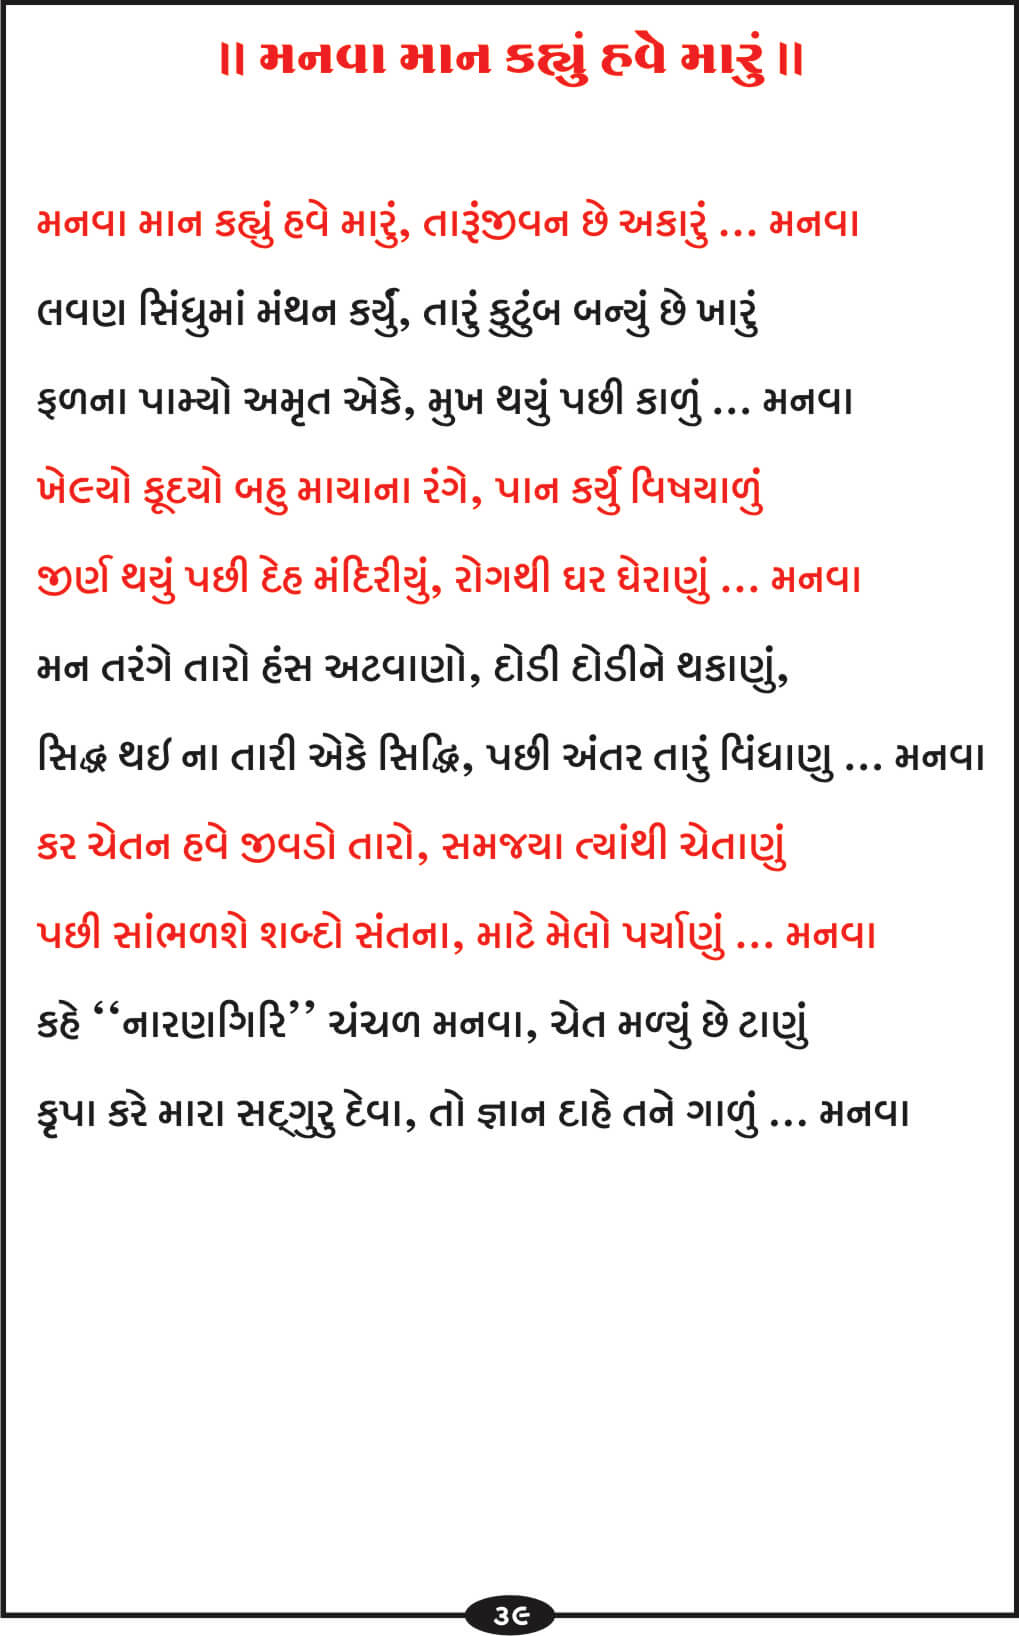 ॥ મનવા માન કહ્યું હવે મારું ॥
મનવા માન કહ્યું હવે મારું, તારૂંજીવન છે અકારું ... મનવા
લવણ સિંધુમાં મંથન કર્યું, તારું કુટુંબ બન્યું છે ખારું
ફળના પામ્યો અમૃત એકે, મુખ થયું પછી કાળું ... મનવા
ખેલ્યો કૂદયો બહુ માયાના રંગે, પાન કર્યું વિષયાળું
જીર્ણ થયું પછી દેહ મંદિરીયું, રોગથી ઘર ઘેરાણું ... મનવા
મન તરંગે તારો હંસ અટવાણો, દોડી દોડીને થકાણું,
સિદ્ધ થઇ ના તારી એકે સિદ્ધિ, પછી અંતર તારું વિંધાણુ ... મનવા
કર ચેતન હવે જીવડો તારો, સમજયા ત્યાંથી ચેતાણું
પછી સાંભળશે શબ્દો સંતના, માટે મેલો પર્યાણું ... મનવા
કહે ‘‘નારણગિરિ’’ ચંચળ મનવા, ચેત મળ્યું છે ટાણું
કૃપા કરે મારા સદ્‌ગુરુ દેવા, તો જ્ઞાન દાહે તને ગાળું ... મનવા
૩૯